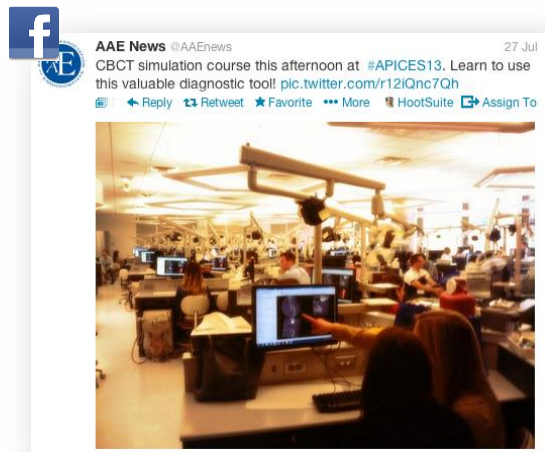 f
AAE News @AAEnews 27 Jul
AE
CBCT simulation course this afternoon at #APICES13. Learn to use
this valuable diagnostic tool! pic.twitter.com/r12iQnc7Qh
Reply Retweet Favorite More HootSuite Assign To